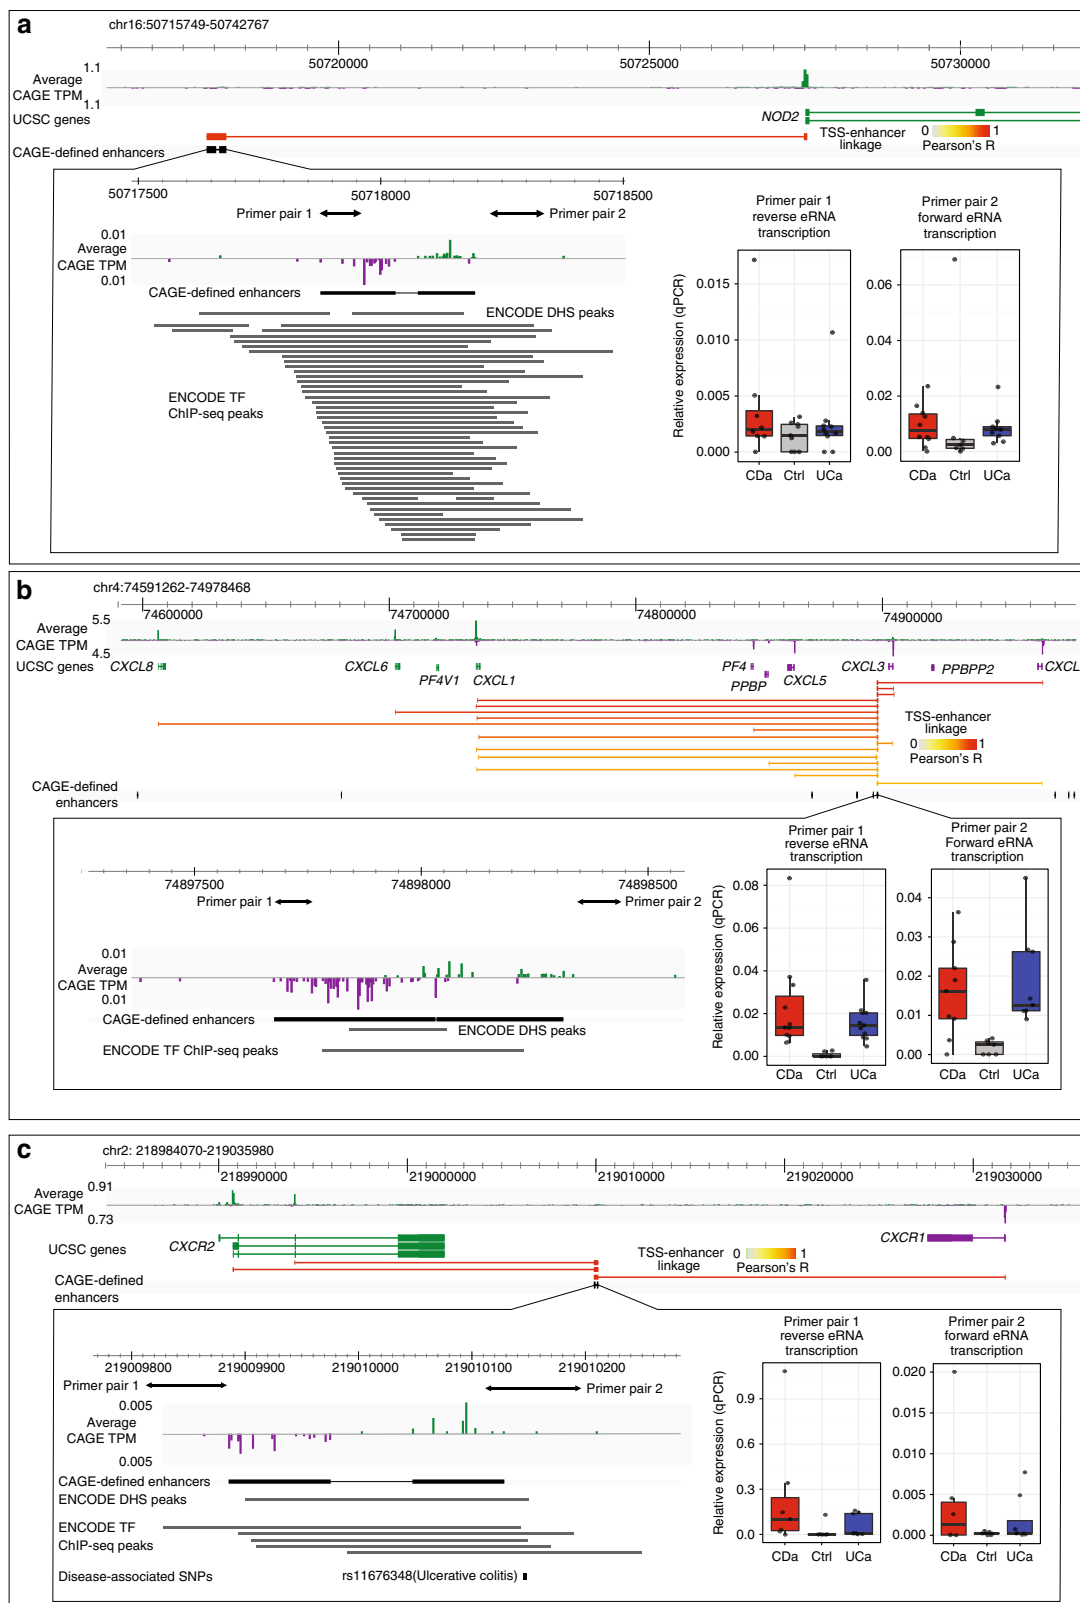 a
chr16:50715749-50742767
50720000 50725000 50730000
1.1
Average
CAGE TPM
1.1
UCSC genes
NOD2
TSS-enhancer
linkage
0 1
Pearson's R
CAGE-defined enhancers
50717500 50718000 50718500
Primer pair 1 Primer pair 2
0.01
Average
CAGE TPM
0.01
CAGE-defined enhancers
ENCODE DHS peaks
ENCODE TF
ChIP-seq peaks
Primer pair 1
reverse eRNA
transcription
Relative expression (qPCR)
0.015
0.010
0.005
0.000
CDa Ctrl UCa
Primer pair 2
forward eRNA
transcription
0.06
0.04
0.02
0.00
CDa Ctrl UCa
b
chr4:74591262-74978468
74600000 74700000 74800000 74900000
5.5
Average
CAGE TPM
4.5
UCSC genes
CXCL8 CXCL6 PF4V1 CXCL1 PF4 PPBP CXCL5 CXCL3 PPBPP2 CXCL
TSS-enhancer
linkage
0 1
Pearson's R
CAGE-defined
enhancers
74897500 74898000 74898500
Primer pair 1 Primer pair 2
0.01
Average
CAGE TPM
0.01
CAGE-defined enhancers
ENCODE DHS peaks
ENCODE TF ChIP-seq peaks
Primer pair 1
reverse eRNA
transcription
Relative expression (qPCR)
0.08
0.06
0.04
0.02
0.00
CDa Ctrl UCa
Primer pair 2
Forward eRNA
transcription
0.04
0.03
0.02
0.01
0.00
CDa Ctrl UCa
c
chr2: 218984070-219035980
218990000 219000000 219010000 219020000 219030000
0.91
Average
CAGE TPM
0.73
UCSC genes
CXCR2 CXCR1
TSS-enhancer
linkage
0 1
Pearson's R
CAGE-defined
enhancers
219009800 219009900 219010000 219010100 219010200
Primer pair 1 Primer pair 2
0.005
Average
CAGE TPM
0.005
CAGE-defined enhancers
ENCODE DHS peaks
ENCODE TF
ChIP-seq peaks
Disease-associated SNPs
rs11676348(Ulcerative colitis)
Primer pair 1
reverse eRNA
transcription
Relative expression (qPCR)
0.9
0.6
0.3
0.0
CDa Ctrl UCa
Primer pair 2
forward eRNA
transcription
0.020
0.015
0.010
0.005
0.000
CDa Ctrl UCa